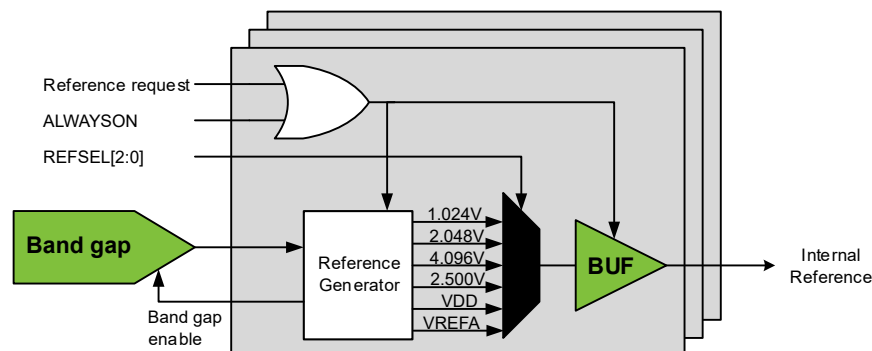 Reference request
ALWAYSON
REFSEL[2:0]
Band gap
Reference
Generator
1.024V
2.048V
4.096V
2.500V
VDD
VREFA
BUF
Internal
Reference
Band gap
enable